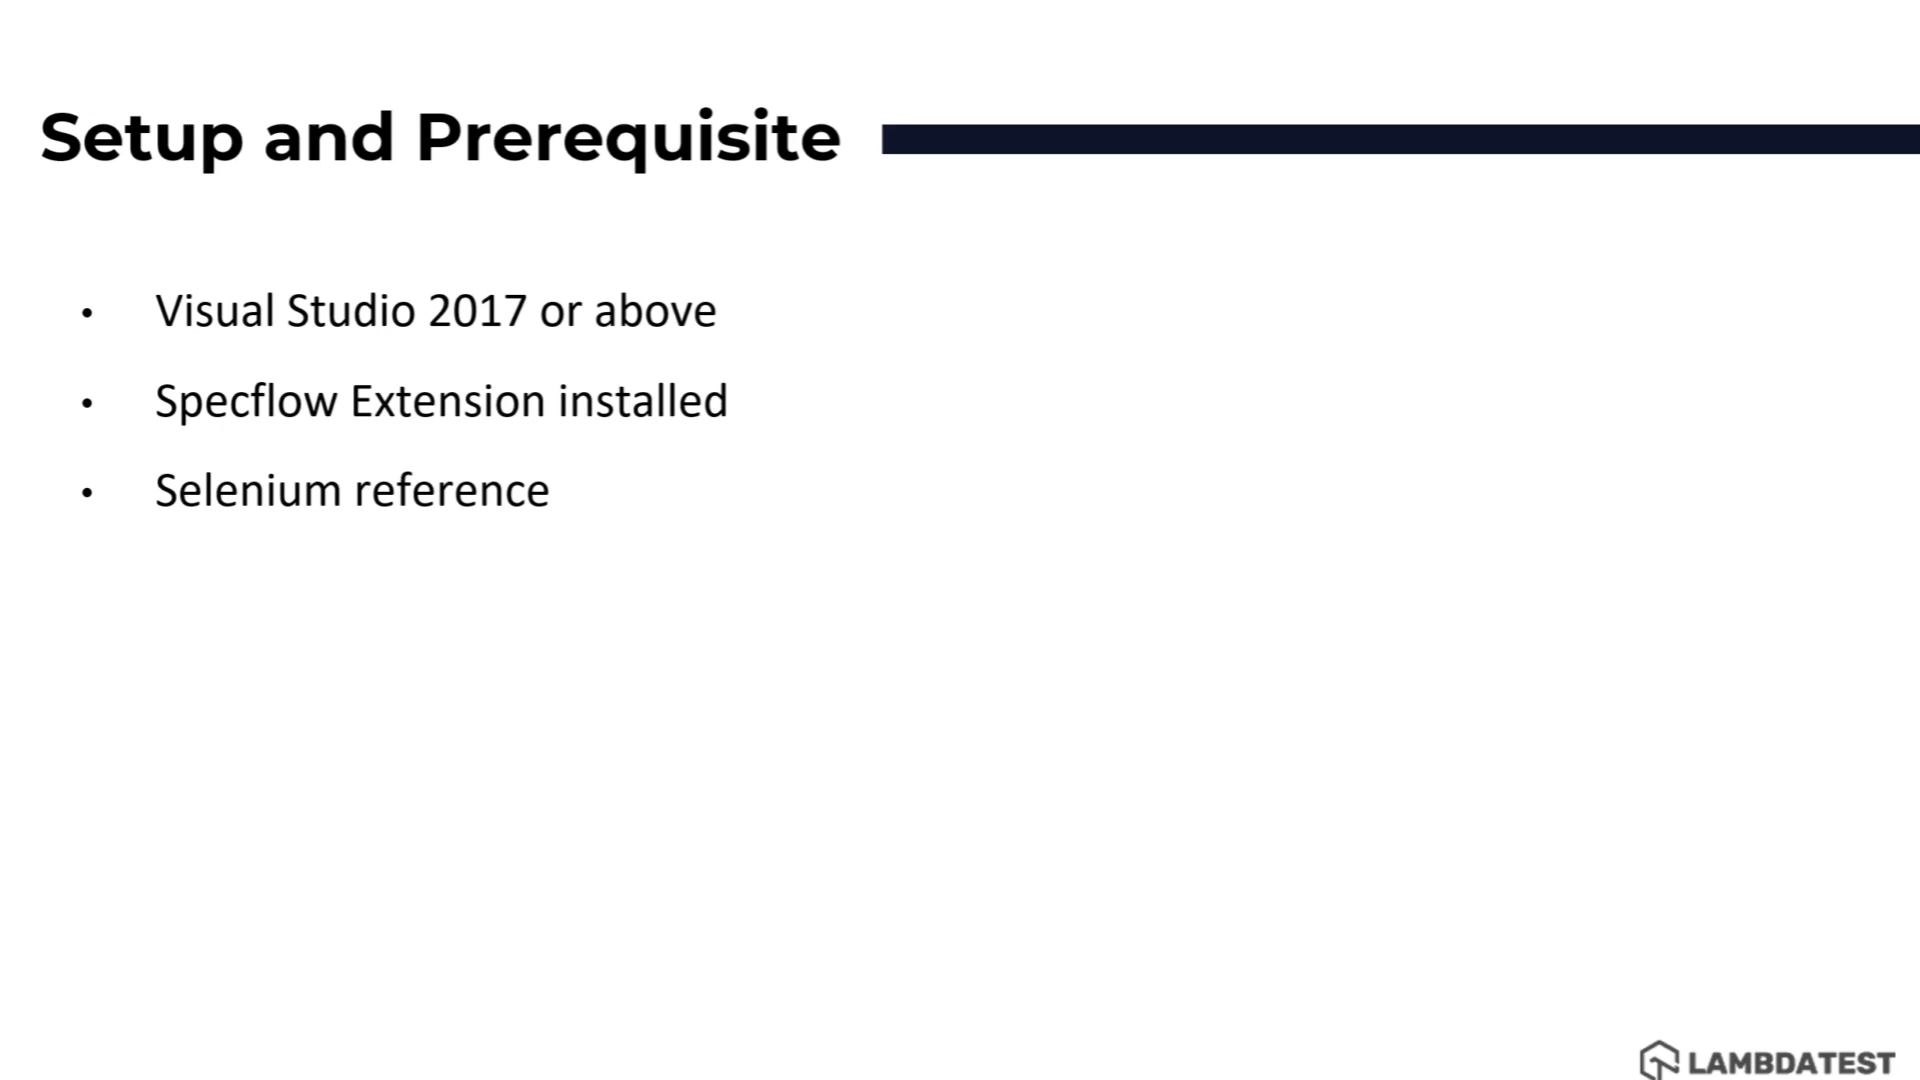 Setup and Prerequisite
• Visual Studio 2017 or above
• Specflow Extension installed
• Selenium reference
LAMBDATEST